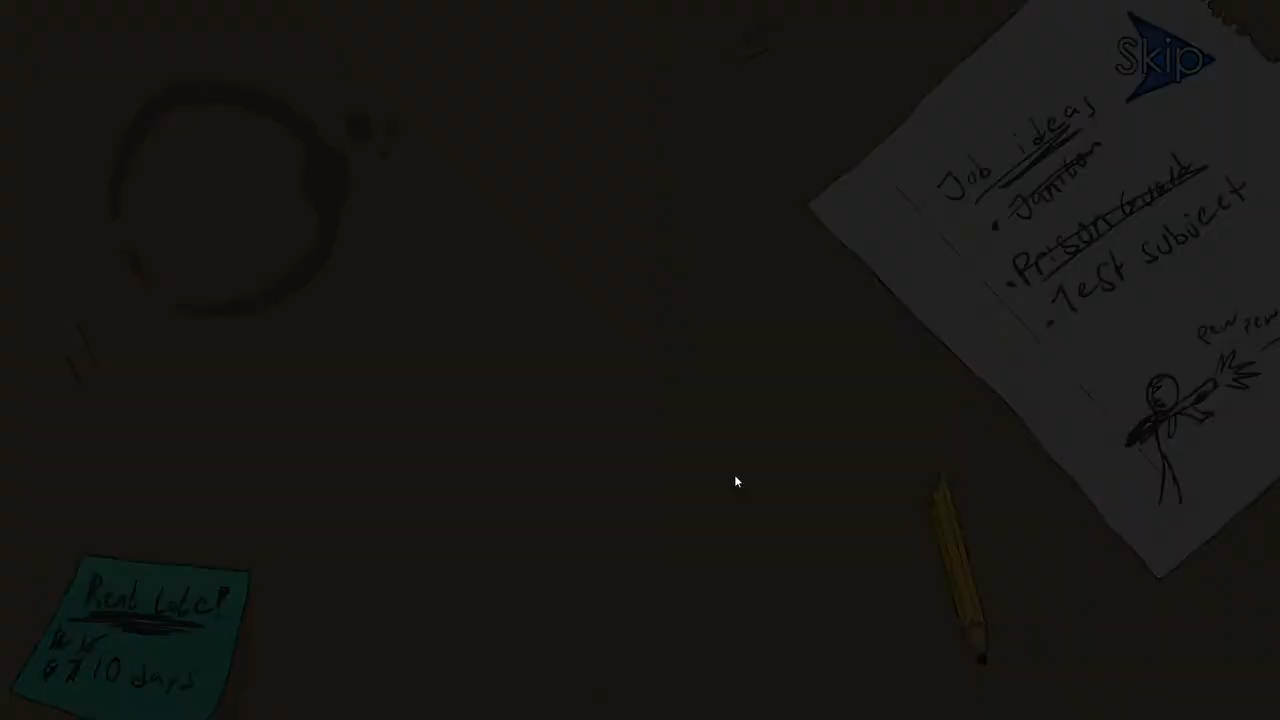 Skip
Job ideas
• Janitor
• Prison Guard
• Test subject
pew pew
Rent late!
10 days